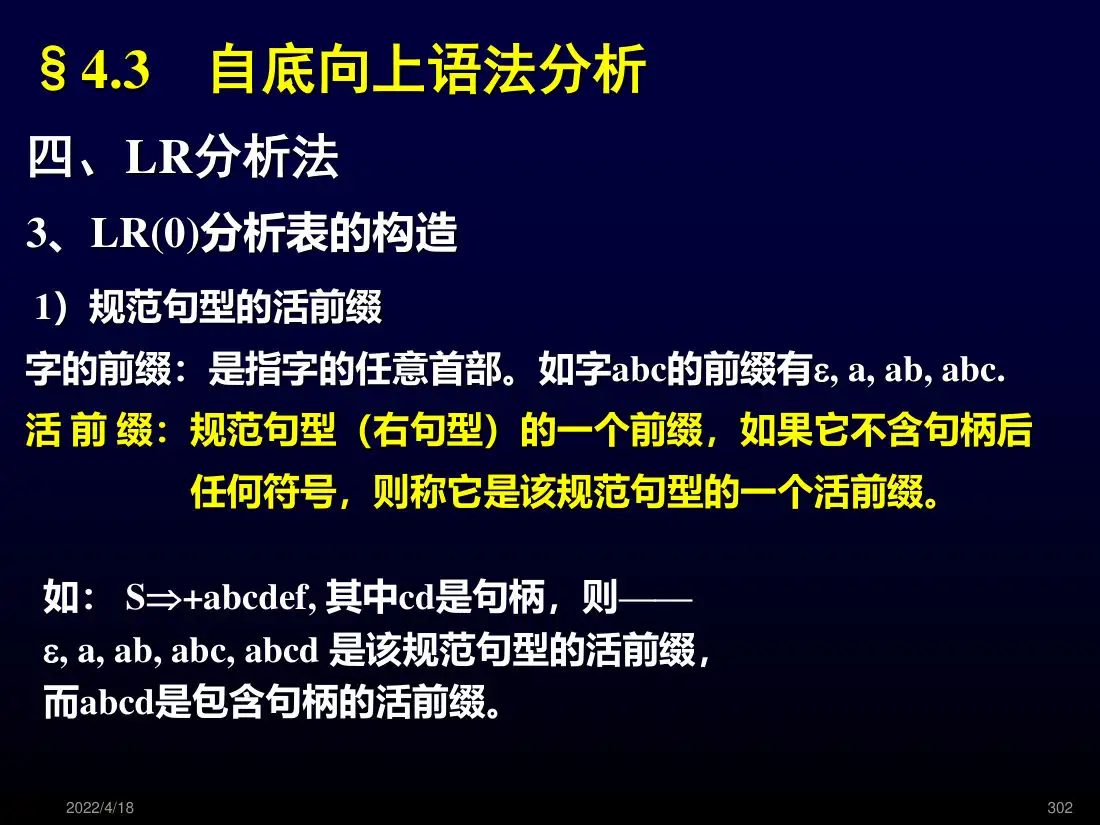 §4.3 自底向上语法分析
四、LR分析法
3、LR(0)分析表的构造
1）规范句型的活前缀
字的前缀：是指字的任意首部。如字abc的前缀有ε, a, ab, abc.
活 前 缀：规范句型（右句型）的一个前缀，如果它不含句柄后
任何符号，则称它是该规范句型的一个活前缀。
如： S⇒+abcdef, 其中cd是句柄，则——
ε, a, ab, abc, abcd 是该规范句型的活前缀，
而abcd是包含句柄的活前缀。
2022/4/18
302